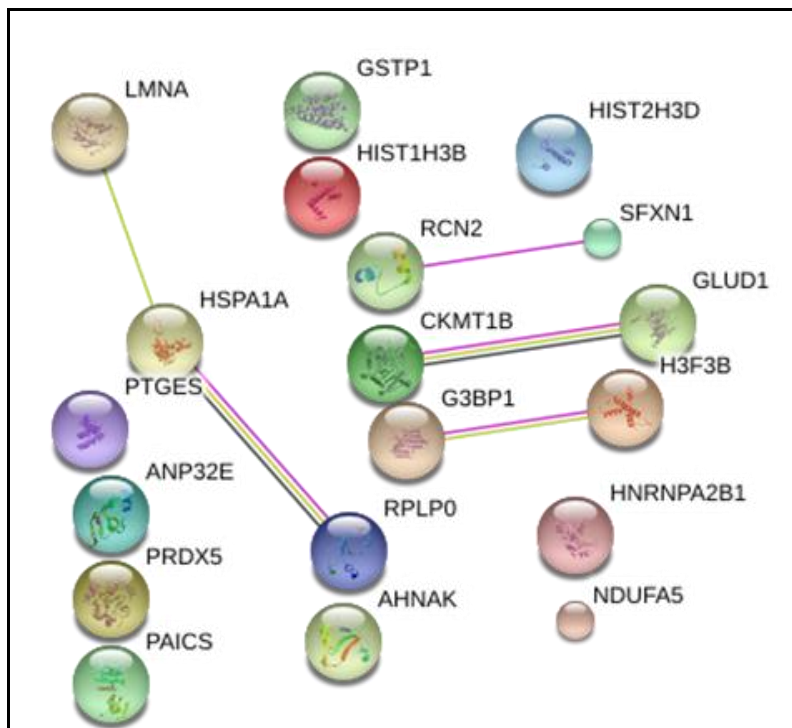 GSTP1
LMNA
HIST2H3D
HIST1H3B
SFXN1
RCN2
GLUD1
HSPA1A
CKMT1B
H3F3B
PTGES
G3BP1
ANP32E
HNRNPA2B1
RPLP0
PRDX5
NDUFA5
AHNAK
PAICS